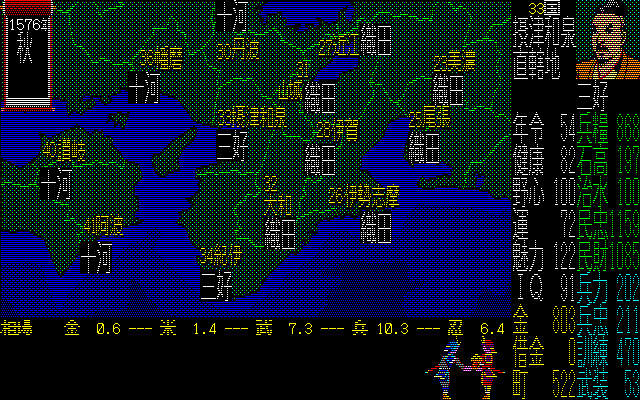 1576年
秋
十河
30丹波
27近江
織田
38播磨
十河
31
山城
織田
23美濃
織田
33摂津和泉
三好
28伊賀
織田
25尾張
織田
40讃岐
十河
32
大和
織田
26伊勢志摩
織田
41阿波
十河
34紀伊
三好
相場 金 0.6 --- 米 1.4 --- 武 7.3 --- 兵 10.3 --- 忍 6.4
33国
摂津和泉
直轄地
三好
年令 54 兵糧 868
健康 82 石高 197
野心 100 治水 100
運 72 民忠 1159
魅力 122 民財 1085
IQ 91 兵力 202
金 803 兵忠 211
借金 0 訓練 470
町 522 武装 53